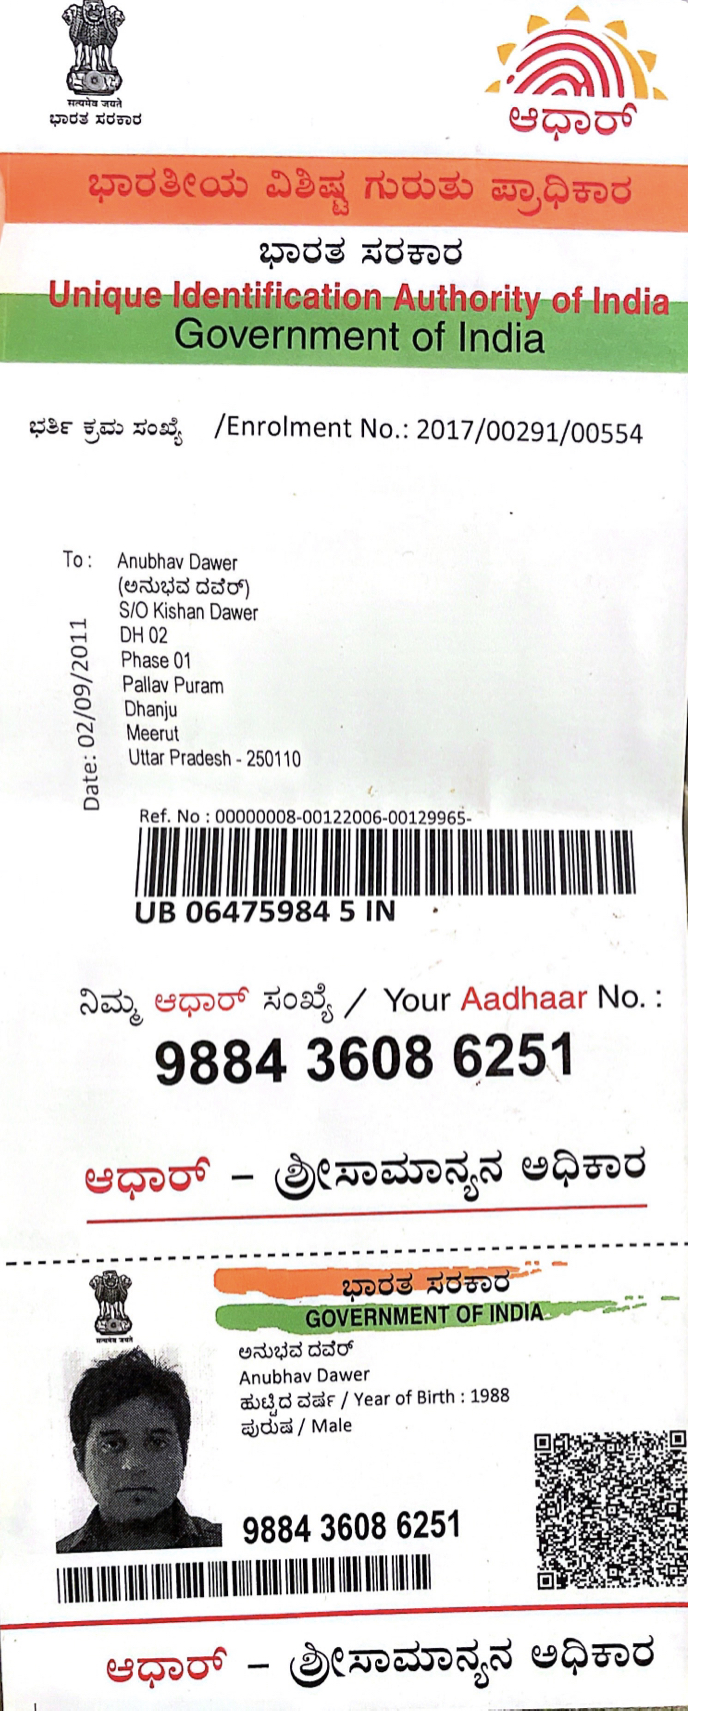 सत्यमेव जयते
ಭಾರತ ಸರಕಾರ
ಆಧಾರ್
ಭಾರತೀಯ ವಿಶಿಷ್ಟ ಗುರುತು ಪ್ರಾಧಿಕಾರ
ಭಾರತ ಸರಕಾರ
Unique Identification Authority of India
Government of India
ಭರ್ತಿ ಕ್ರಮ ಸಂಖ್ಯೆ /Enrolment No.: 2017/00291/00554
To : Anubhav Dawer
(ಅನುಭವ ದವೆರ್)
S/O Kishan Dawer
DH 02
Phase 01
Pallav Puram
Dhanju
Meerut
Uttar Pradesh - 250110
Date: 02/09/2011
Ref. No : 00000008-00122006-00129965-
UB 06475984 5 IN
ನಿಮ್ಮ ಆಧಾರ್ ಸಂಖ್ಯೆ / Your Aadhaar No. :
9884 3608 6251
ಆಧಾರ್ – ಶ್ರೀಸಾಮಾನ್ಯನ ಅಧಿಕಾರ
ಭಾರತ ಸರಕಾರ
GOVERNMENT OF INDIA
सत्यमेव जयते
ಅನುಭವ ದವೆರ್
Anubhav Dawer
ಹುಟ್ಟಿದ ವರ್ಷ / Year of Birth : 1988
ಪುರುಷ / Male
9884 3608 6251
ಆಧಾರ್ – ಶ್ರೀಸಾಮಾನ್ಯನ ಅಧಿಕಾರ